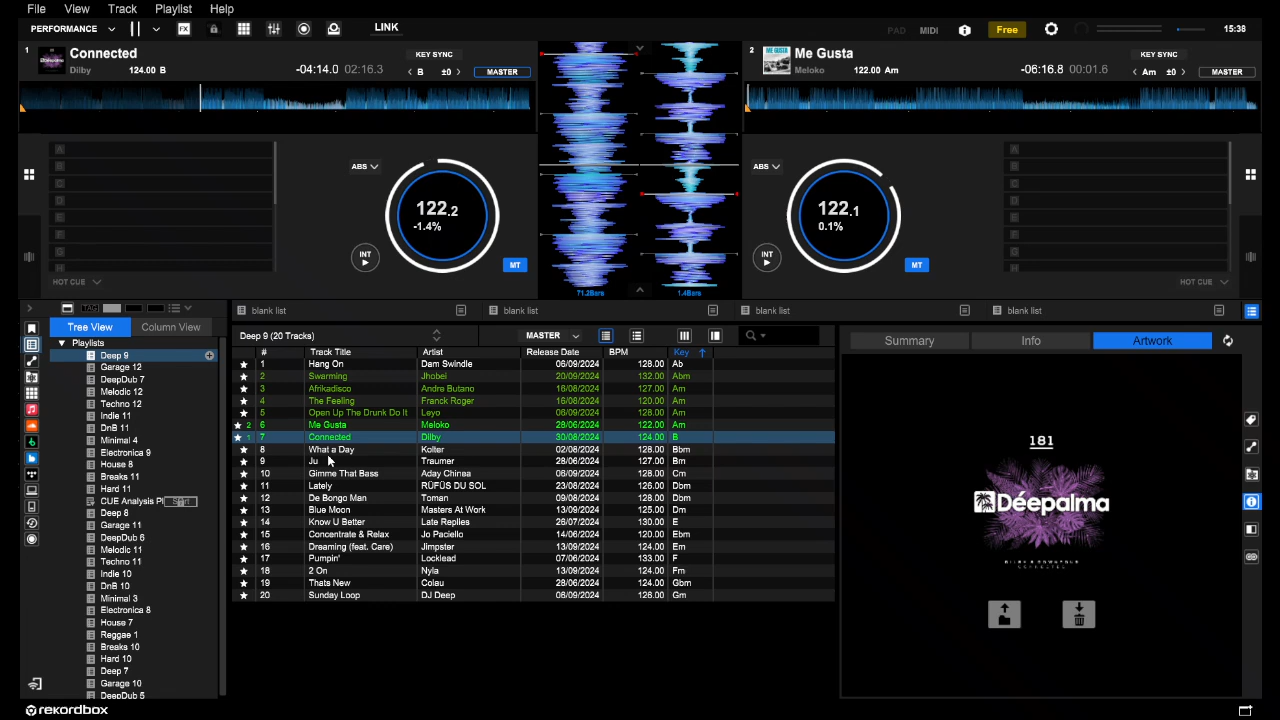 File View Track Playlist Help
PERFORMANCE FX LINK PAD MIDI Free 15:36
1 Connected KEY SYNC
Dilby 124.00 B -04:14.0 02:16.3 B ±0 MASTER
2 Me Gusta KEY SYNC
Meloko 122.00 Am -06:16.8 00:01.6 Am ±0 MASTER
A
B
C
D
E
F
G
H
HOT CUE
ABS
122.2
-1.4%
INT
MT
71.2Bars
1.4Bars
ABS
122.1
0.1%
INT
MT
A
B
C
D
E
F
G
H
HOT CUE
TAG
blank list blank list blank list blank list
Tree View Column View
Playlists
Deep 9
Garage 12
DeepDub 7
Melodic 12
Techno 12
Indie 11
DnB 11
Minimal 4
Electronica 9
House 8
Breaks 11
Hard 11
CUE Analysis Pl
Deep 8
Garage 11
DeepDub 6
Melodic 11
Techno 11
Indie 10
DnB 10
Minimal 3
Electronica 8
House 7
Reggae 1
Breaks 10
Hard 10
Deep 7
Garage 10
DeepDub 5
Deep 9 (20 Tracks) MASTER
# Track Title Artist Release Date BPM Key
1 Hang On Dam Swindle 06/09/2024 128.00 Ab
2 Swarming Jhobei 20/09/2024 132.00 Abm
3 Afrikadisco Andre Butano 16/08/2024 127.00 Am
4 The Feeling Franck Roger 16/08/2024 120.00 Am
5 Open Up The Drunk Do It Leyo 06/09/2024 128.00 Am
2 6 Me Gusta Meloko 28/06/2024 122.00 Am
1 7 Connected Dilby 30/08/2024 124.00 B
8 What a Day Kolter 02/08/2024 128.00 Bbm
9 Ju Traumer 28/06/2024 127.00 Bm
10 Gimme That Bass Aday Chinea 06/09/2024 128.00 Cm
11 Lately RÜFÜS DU SOL 23/08/2024 126.00 Dbm
12 De Bongo Man Toman 09/08/2024 128.00 Dbm
13 Blue Moon Masters At Work 13/09/2024 125.00 Dm
14 Know U Better Late Replies 26/07/2024 130.00 E
15 Concentrate & Relax Jo Paciello 14/06/2024 120.00 Ebm
16 Dreaming (feat. Care) Jimpster 13/09/2024 124.00 Em
17 Pumpin' Locklead 07/06/2024 133.00 F
18 2 On Nyla 13/09/2024 124.00 Fm
19 Thats New Colau 28/06/2024 124.00 Gbm
20 Sunday Loop DJ Deep 06/09/2024 126.00 Gm
Summary Info Artwork
181
Déepalma
rekordbox